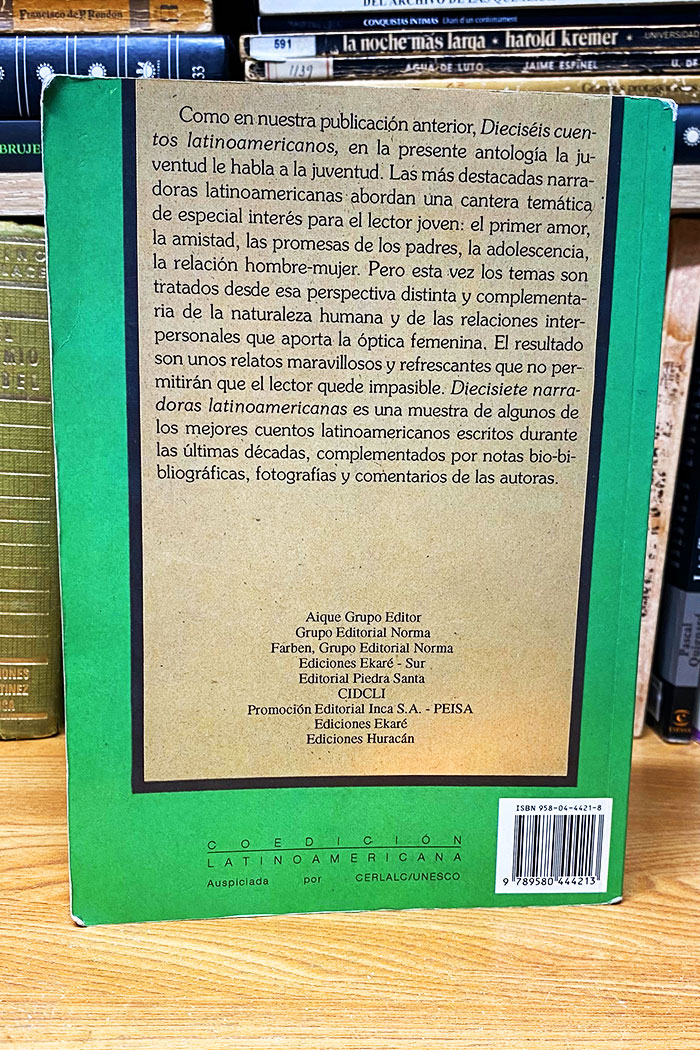 Francisco de P. Rendon
CONQUISTAS ÍNTIMAS
591
la noche más larga * harold kremer * UNIVERSIDAD
1139
AGUA DE LUTO
JAIME ESPINEL
U. DE
33
BRUJE
Como en nuestra publicación anterior, Dieciséis cuen-
tos latinoamericanos, en la presente antología la ju-
ventud le habla a la juventud. Las más destacadas narra-
doras latinoamericanas abordan una cantera temática
de especial interés para el lector joven: el primer amor,
la amistad, las promesas de los padres, la adolescencia,
la relación hombre-mujer. Pero esta vez los temas son
tratados desde esa perspectiva distinta y complementa-
ria de la naturaleza humana y de las relaciones inter-
personales que aporta la óptica femenina. El resultado
son unos relatos maravillosos y refrescantes que no per-
mitirán que el lector quede impasible. Diecisiete narra-
doras latinoamericanas es una muestra de algunos de
los mejores cuentos latinoamericanos escritos durante
las últimas décadas, complementados por notas bio-bi-
bliográficas, fotografías y comentarios de las autoras.
Aique Grupo Editor
Grupo Editorial Norma
Farben, Grupo Editorial Norma
Ediciones Ekaré - Sur
Editorial Piedra Santa
CIDCLI
Promoción Editorial Inca S.A. - PEISA
Ediciones Ekaré
Ediciones Huracán
COEDICIÓN
LATINOAMERICANA
Auspiciada por CERLALC/UNESCO
ISBN 958-04-4421-8
9 789580 444213